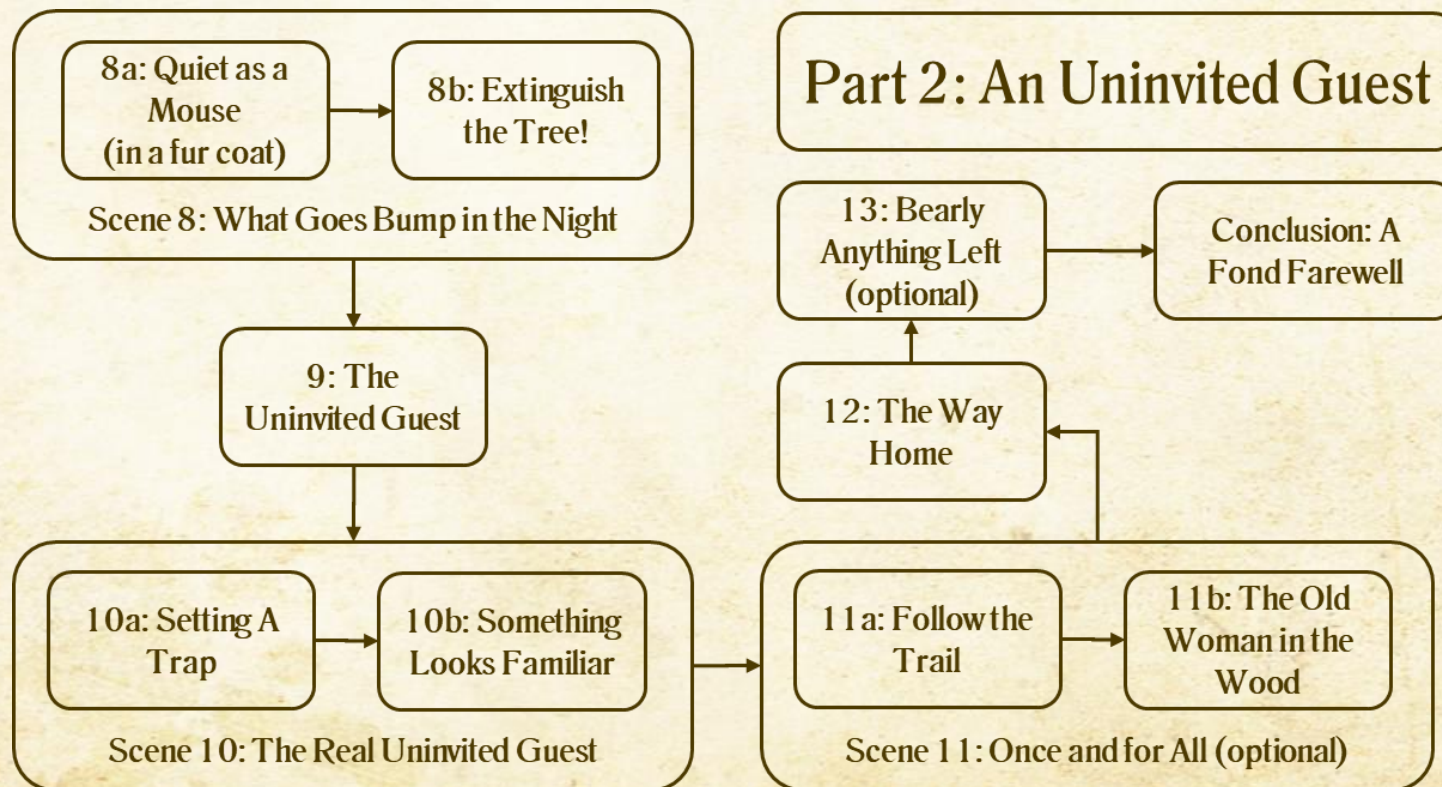 Part 2: An Uninvited Guest
8a: Quiet as a
Mouse
(in a fur coat)
8b: Extinguish
the Tree!
Scene 8: What Goes Bump in the Night
9: The
Uninvited Guest
10a: Setting A
Trap
10b: Something
Looks Familiar
Scene 10: The Real Uninvited Guest
11a: Follow the
Trail
11b: The Old
Woman in the
Wood
Scene 11: Once and for All (optional)
12: The Way
Home
13: Bearly
Anything Left
(optional)
Conclusion: A
Fond Farewell